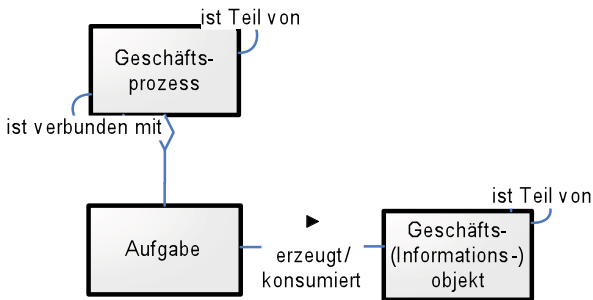 ist Teil von
Geschäfts-
prozess
ist verbunden mit
Aufgabe
erzeugt/
konsumiert
ist Teil von
Geschäfts-
(Informations-)
objekt